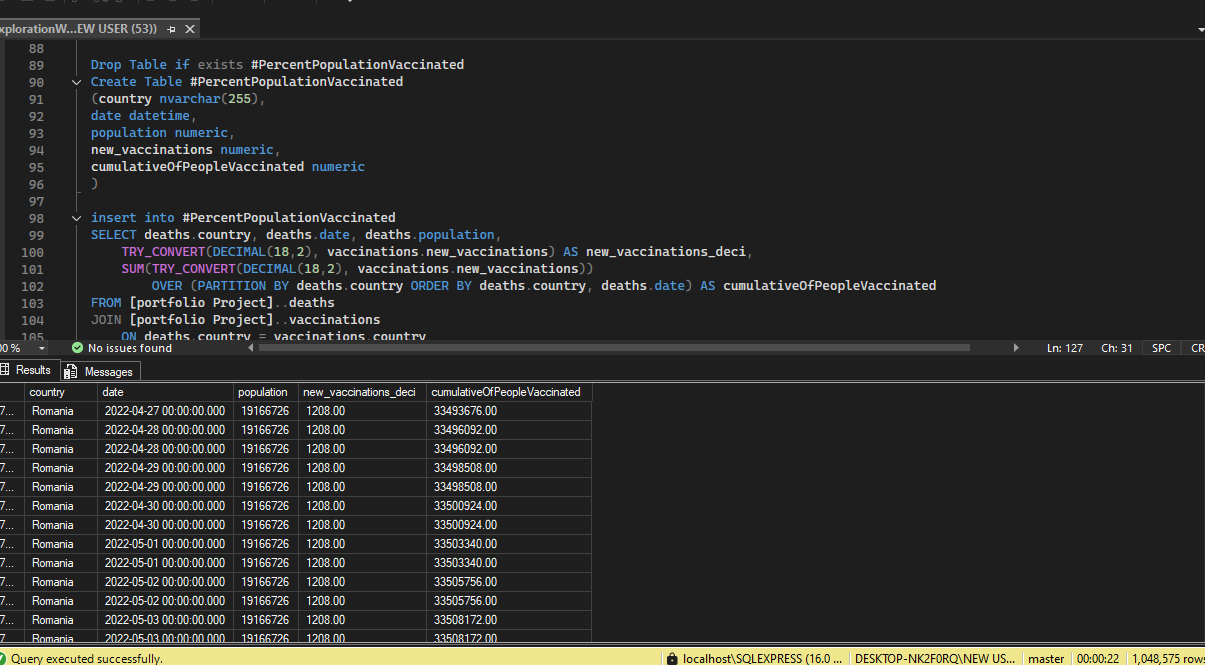 xplorationW...EW USER (53))
88
89 Drop Table if exists #PercentPopulationVaccinated
90 Create Table #PercentPopulationVaccinated
91 (country nvarchar(255),
92 date datetime,
93 population numeric,
94 new_vaccinations numeric,
95 cumulativeOfPeopleVaccinated numeric
96 )
97
98 insert into #PercentPopulationVaccinated
99 SELECT deaths.country, deaths.date, deaths.population,
100 TRY_CONVERT(DECIMAL(18,2), vaccinations.new_vaccinations) AS new_vaccinations_deci,
101 SUM(TRY_CONVERT(DECIMAL(18,2), vaccinations.new_vaccinations))
102 OVER (PARTITION BY deaths.country ORDER BY deaths.country, deaths.date) AS cumulativeOfPeopleVaccinated
103 FROM [portfolio Project]..deaths
104 JOIN [portfolio Project]..vaccinations
105 ON deaths.country = vaccinations.country
00 % No issues found Ln: 127 Ch: 31 SPC CR
Results Messages
country date population new_vaccinations_deci cumulativeOfPeopleVaccinated
7... Romania 2022-04-27 00:00:00.000 19166726 1208.00 33493676.00
7... Romania 2022-04-28 00:00:00.000 19166726 1208.00 33496092.00
7... Romania 2022-04-28 00:00:00.000 19166726 1208.00 33496092.00
7... Romania 2022-04-29 00:00:00.000 19166726 1208.00 33498508.00
7... Romania 2022-04-29 00:00:00.000 19166726 1208.00 33498508.00
7... Romania 2022-04-30 00:00:00.000 19166726 1208.00 33500924.00
7... Romania 2022-04-30 00:00:00.000 19166726 1208.00 33500924.00
7... Romania 2022-05-01 00:00:00.000 19166726 1208.00 33503340.00
7... Romania 2022-05-01 00:00:00.000 19166726 1208.00 33503340.00
7... Romania 2022-05-02 00:00:00.000 19166726 1208.00 33505756.00
7... Romania 2022-05-02 00:00:00.000 19166726 1208.00 33505756.00
7... Romania 2022-05-03 00:00:00.000 19166726 1208.00 33508172.00
7... Romania 2022-05-03 00:00:00.000 19166726 1208.00 33508172.00
Query executed successfully. localhost\SQLEXPRESS (16.0 ... DESKTOP-NK2F0RQ\NEW US... master 00:00:22 1,048,575 rows